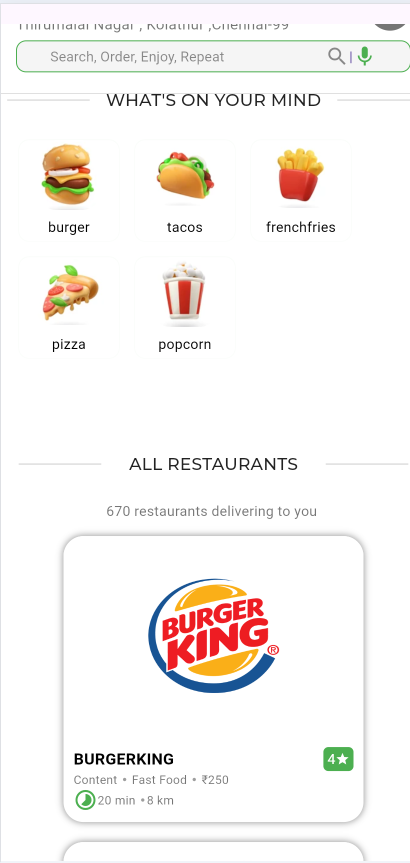 Thirumalai Nagar , Kolathur ,Chennai-99
Search, Order, Enjoy, Repeat
WHAT'S ON YOUR MIND
burger
tacos
frenchfries
pizza
popcorn
ALL RESTAURANTS
670 restaurants delivering to you
BURGER
KING®
BURGERKING
4★
Content • Fast Food • ₹250
20 min • 8 km